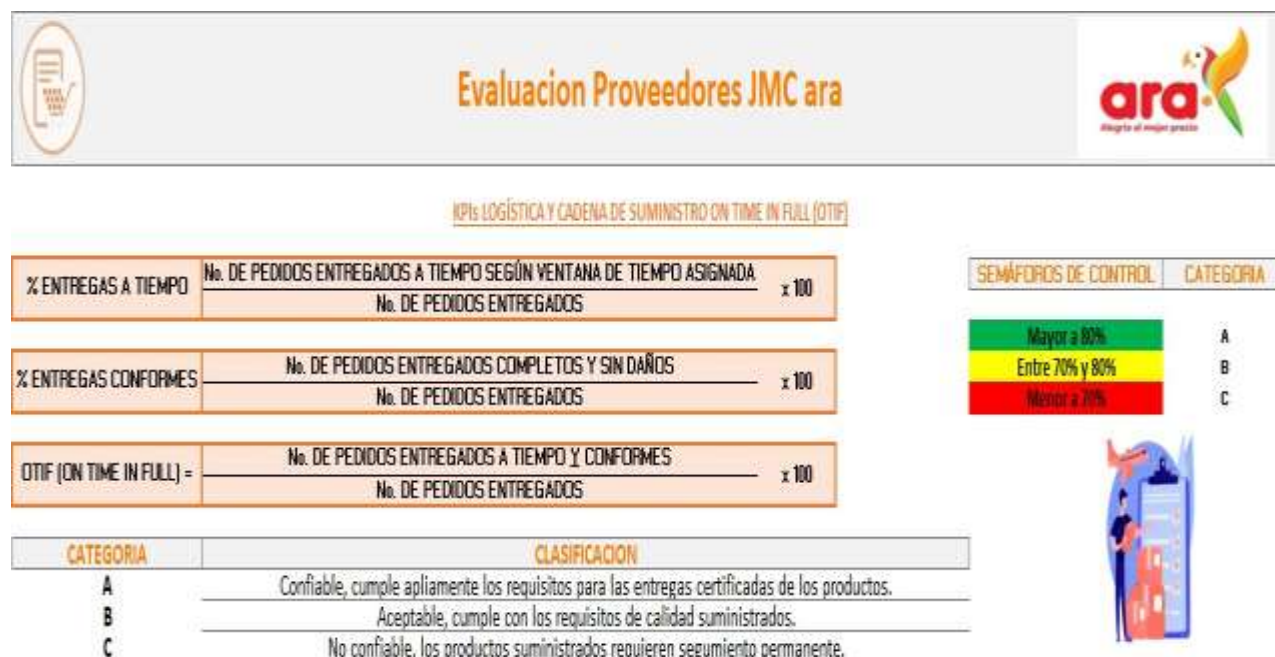 Evaluacion Proveedores JMC ara
ara
Alegría al mejor precio
KPIs LOGÍSTICA Y CADENA DE SUMINISTRO ON TIME IN FULL (OTIF)
% ENTREGAS A TIEMPO
No. DE PEDIDOS ENTREGADOS A TIEMPO SEGÚN VENTANA DE TIEMPO ASIGNADA
No. DE PEDIDOS ENTREGADOS
x 100
% ENTREGAS CONFORMES
No. DE PEDIDOS ENTREGADOS COMPLETOS Y SIN DAÑOS
No. DE PEDIDOS ENTREGADOS
x 100
OTIF (ON TIME IN FULL) =
No. DE PEDIDOS ENTREGADOS A TIEMPO Y CONFORMES
No. DE PEDIDOS ENTREGADOS
x 100
SEMÁFOROS DE CONTROL CATEGORIA
Mayor a 80% A
Entre 70% y 80% B
Menor a 70% C
CATEGORIA CLASIFICACION
A Confiable, cumple apliamente los requisitos para las entregas certificadas de los productos.
B Aceptable, cumple con los requisitos de calidad suministrados.
C No confiable, los productos suministrados requieren segumiento permanente.